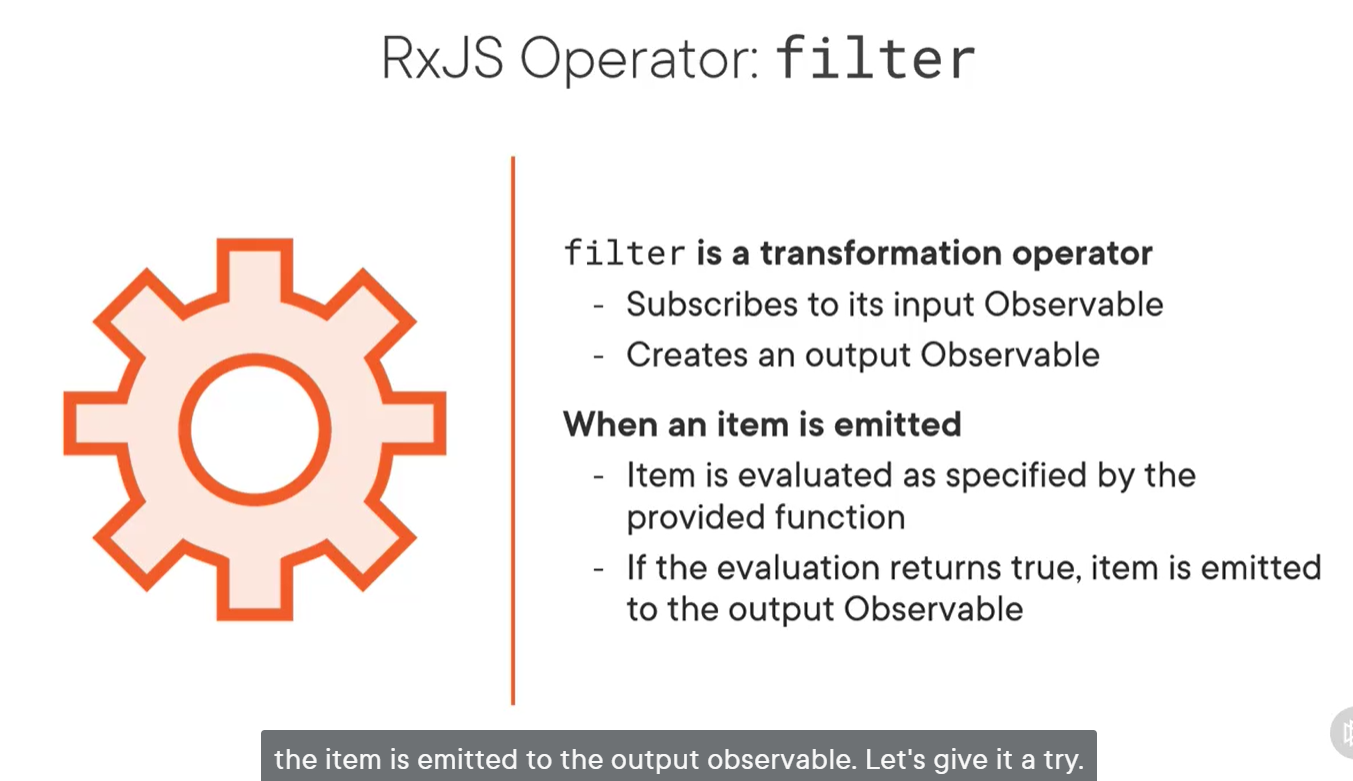 RxJS Operator: filter
filter is a transformation operator
- Subscribes to its input Observable
- Creates an output Observable
When an item is emitted
- Item is evaluated as specified by the
provided function
- If the evaluation returns true, item is emitted
to the output Observable
the item is emitted to the output observable. Let's give it a try.